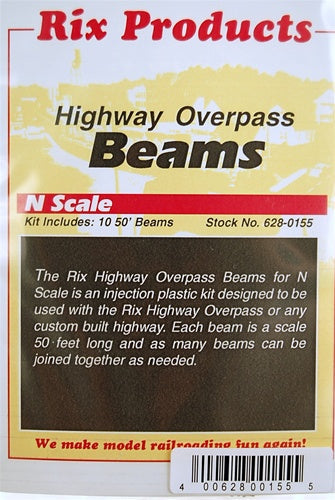 Rix Products
Highway Overpass
Beams
N Scale
Kit Includes: 10 50' Beams Stock No. 628-0155
The Rix Highway Overpass Beams for N
Scale is an injection plastic kit designed to be
used with the Rix Highway Overpass or any
custom built highway. Each beam is a scale
50 feet long and as many beams can be
joined together as needed.
We make model railroading fun again!
4 00628 00155 5